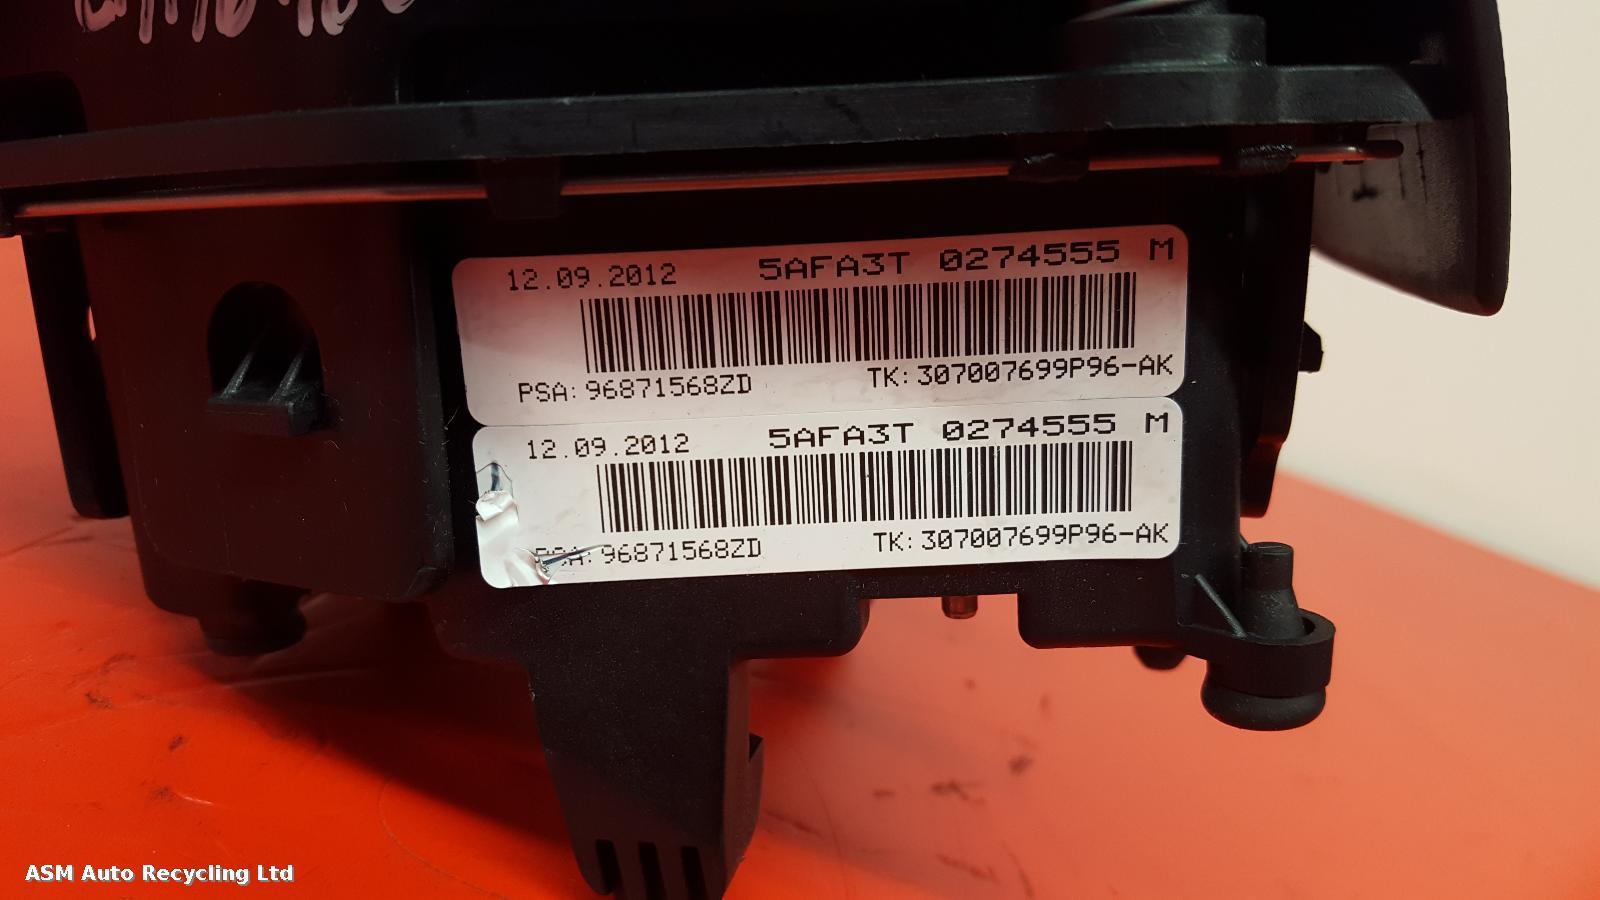 12.09.2012 5AFA3T 0274555 M
PSA:96871568ZD TK:307007699P96-AK
12.09.2012 5AFA3T 0274555 M
PSA:96871568ZD TK:307007699P96-AK
ASM Auto Recycling Ltd